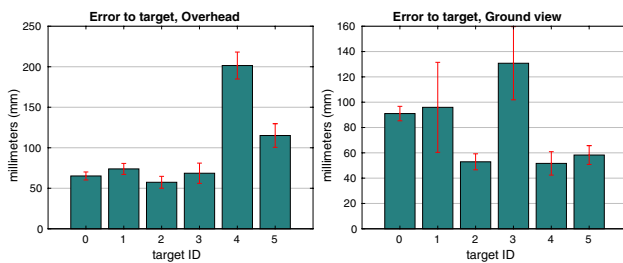 Error to target, Overhead
250
200
150
100
50
0
millimeters (mm)
0 1 2 3 4 5
target ID
Error to target, Ground view
160
140
120
100
80
60
40
20
0
millimeters (mm)
0 1 2 3 4 5
target ID